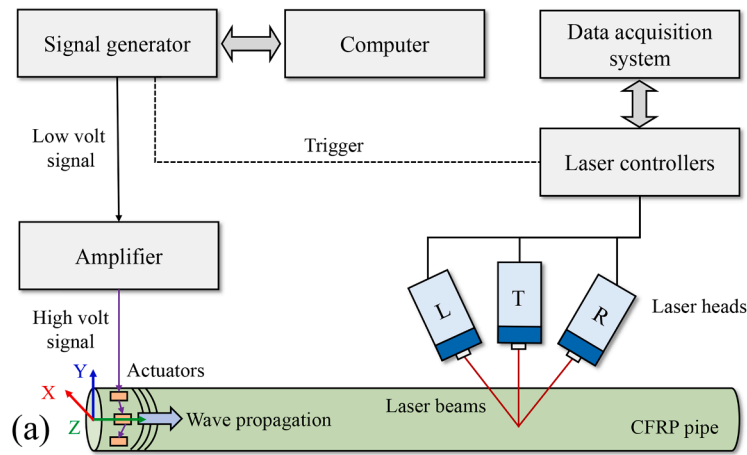 Signal generator
Computer
Data acquisition
system
Low volt
signal
Trigger
Laser controllers
Amplifier
L
T
R
Laser heads
High volt
signal
Actuators
Y
X
Z
Wave propagation
Laser beams
CFRP pipe
(a)